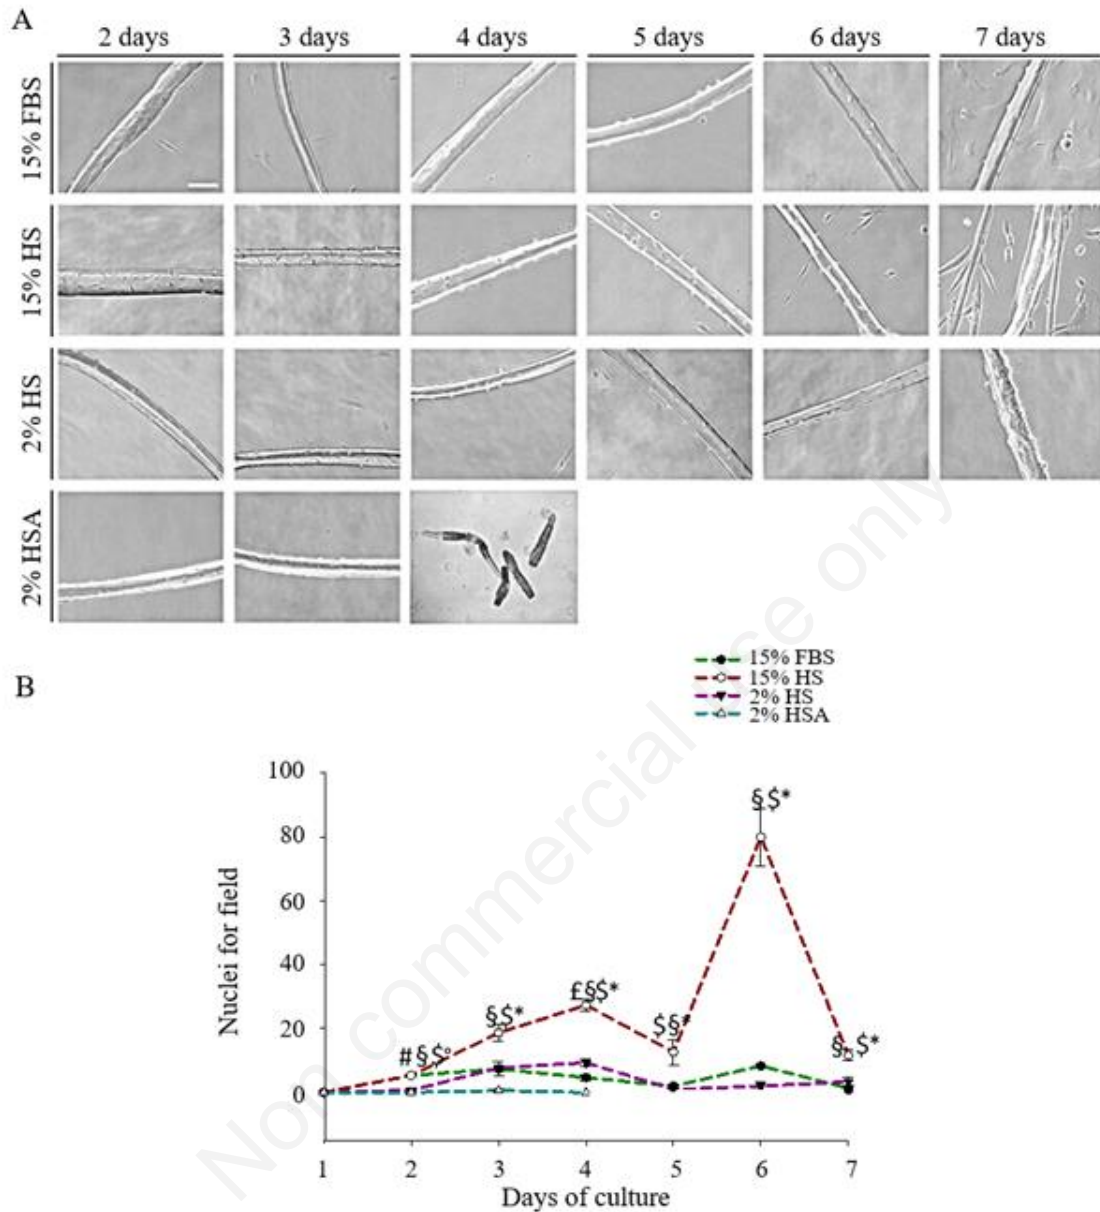 A
2 days 3 days 4 days 5 days 6 days 7 days
15% FBS
15% HS
2% HS
2% HSA
B
15% FBS
15% HS
2% HS
2% HSA
Nuclei for field
100
80
60
40
20
0
#§$°
§$*
£§$*
$§*
§$*
§ $*
1 2 3 4 5 6 7
Days of culture
Non commercial use only